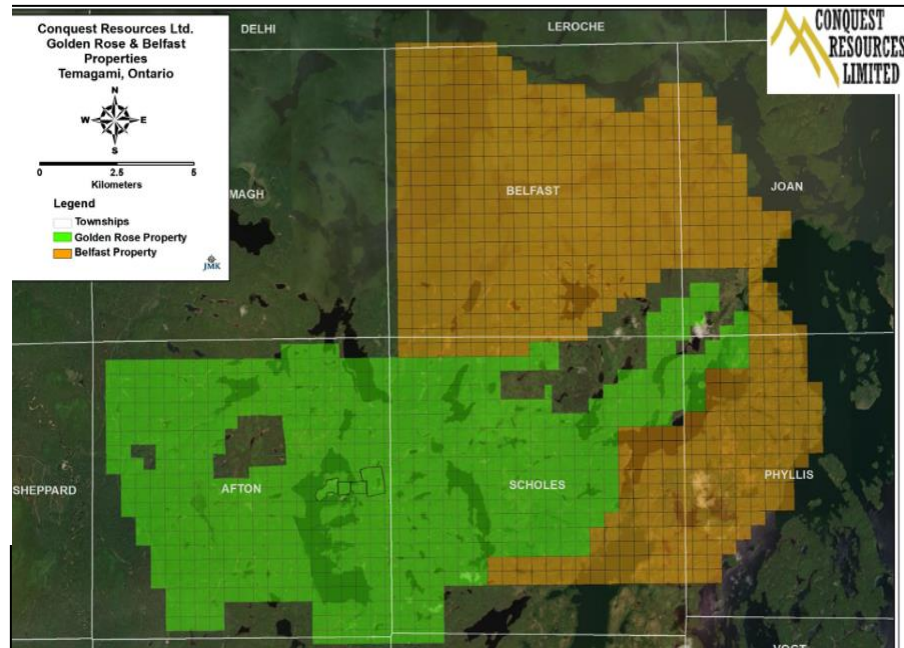 Conquest Resources Ltd.
Golden Rose & Belfast
Properties
Temagami, Ontario
N
W E
S
0 2.5 5
Kilometers
Legend
Townships
Golden Rose Property
Belfast Property
JMK
CONQUEST
RESOURCES
LIMITED
DELHI
LEROCHE
MAGH
BELFAST
JOAN
SHEPPARD
AFTON
SCHOLES
PHYLLIS